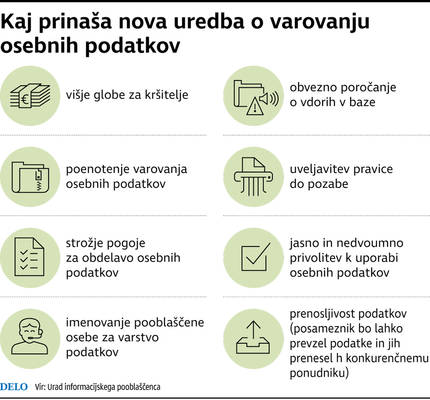 Kaj prinaša nova uredba o varovanju
osebnih podatkov
višje globe za kršitelje
obvezno poročanje
o vdorih v baze
poenotenje varovanja
osebnih podatkov
uveljavitev pravice
do pozabe
strožje pogoje
za obdelavo osebnih
podatkov
jasno in nedvoumno
privolitev k uporabi
osebnih podatkov
imenovanje pooblaščene
osebe za varstvo
podatkov
prenosljivost podatkov
(posameznik bo lahko
prevzel podatke in jih
prenesel h konkurenčnemu
ponudniku)
DELO Vir: Urad informacijskega pooblaščenca